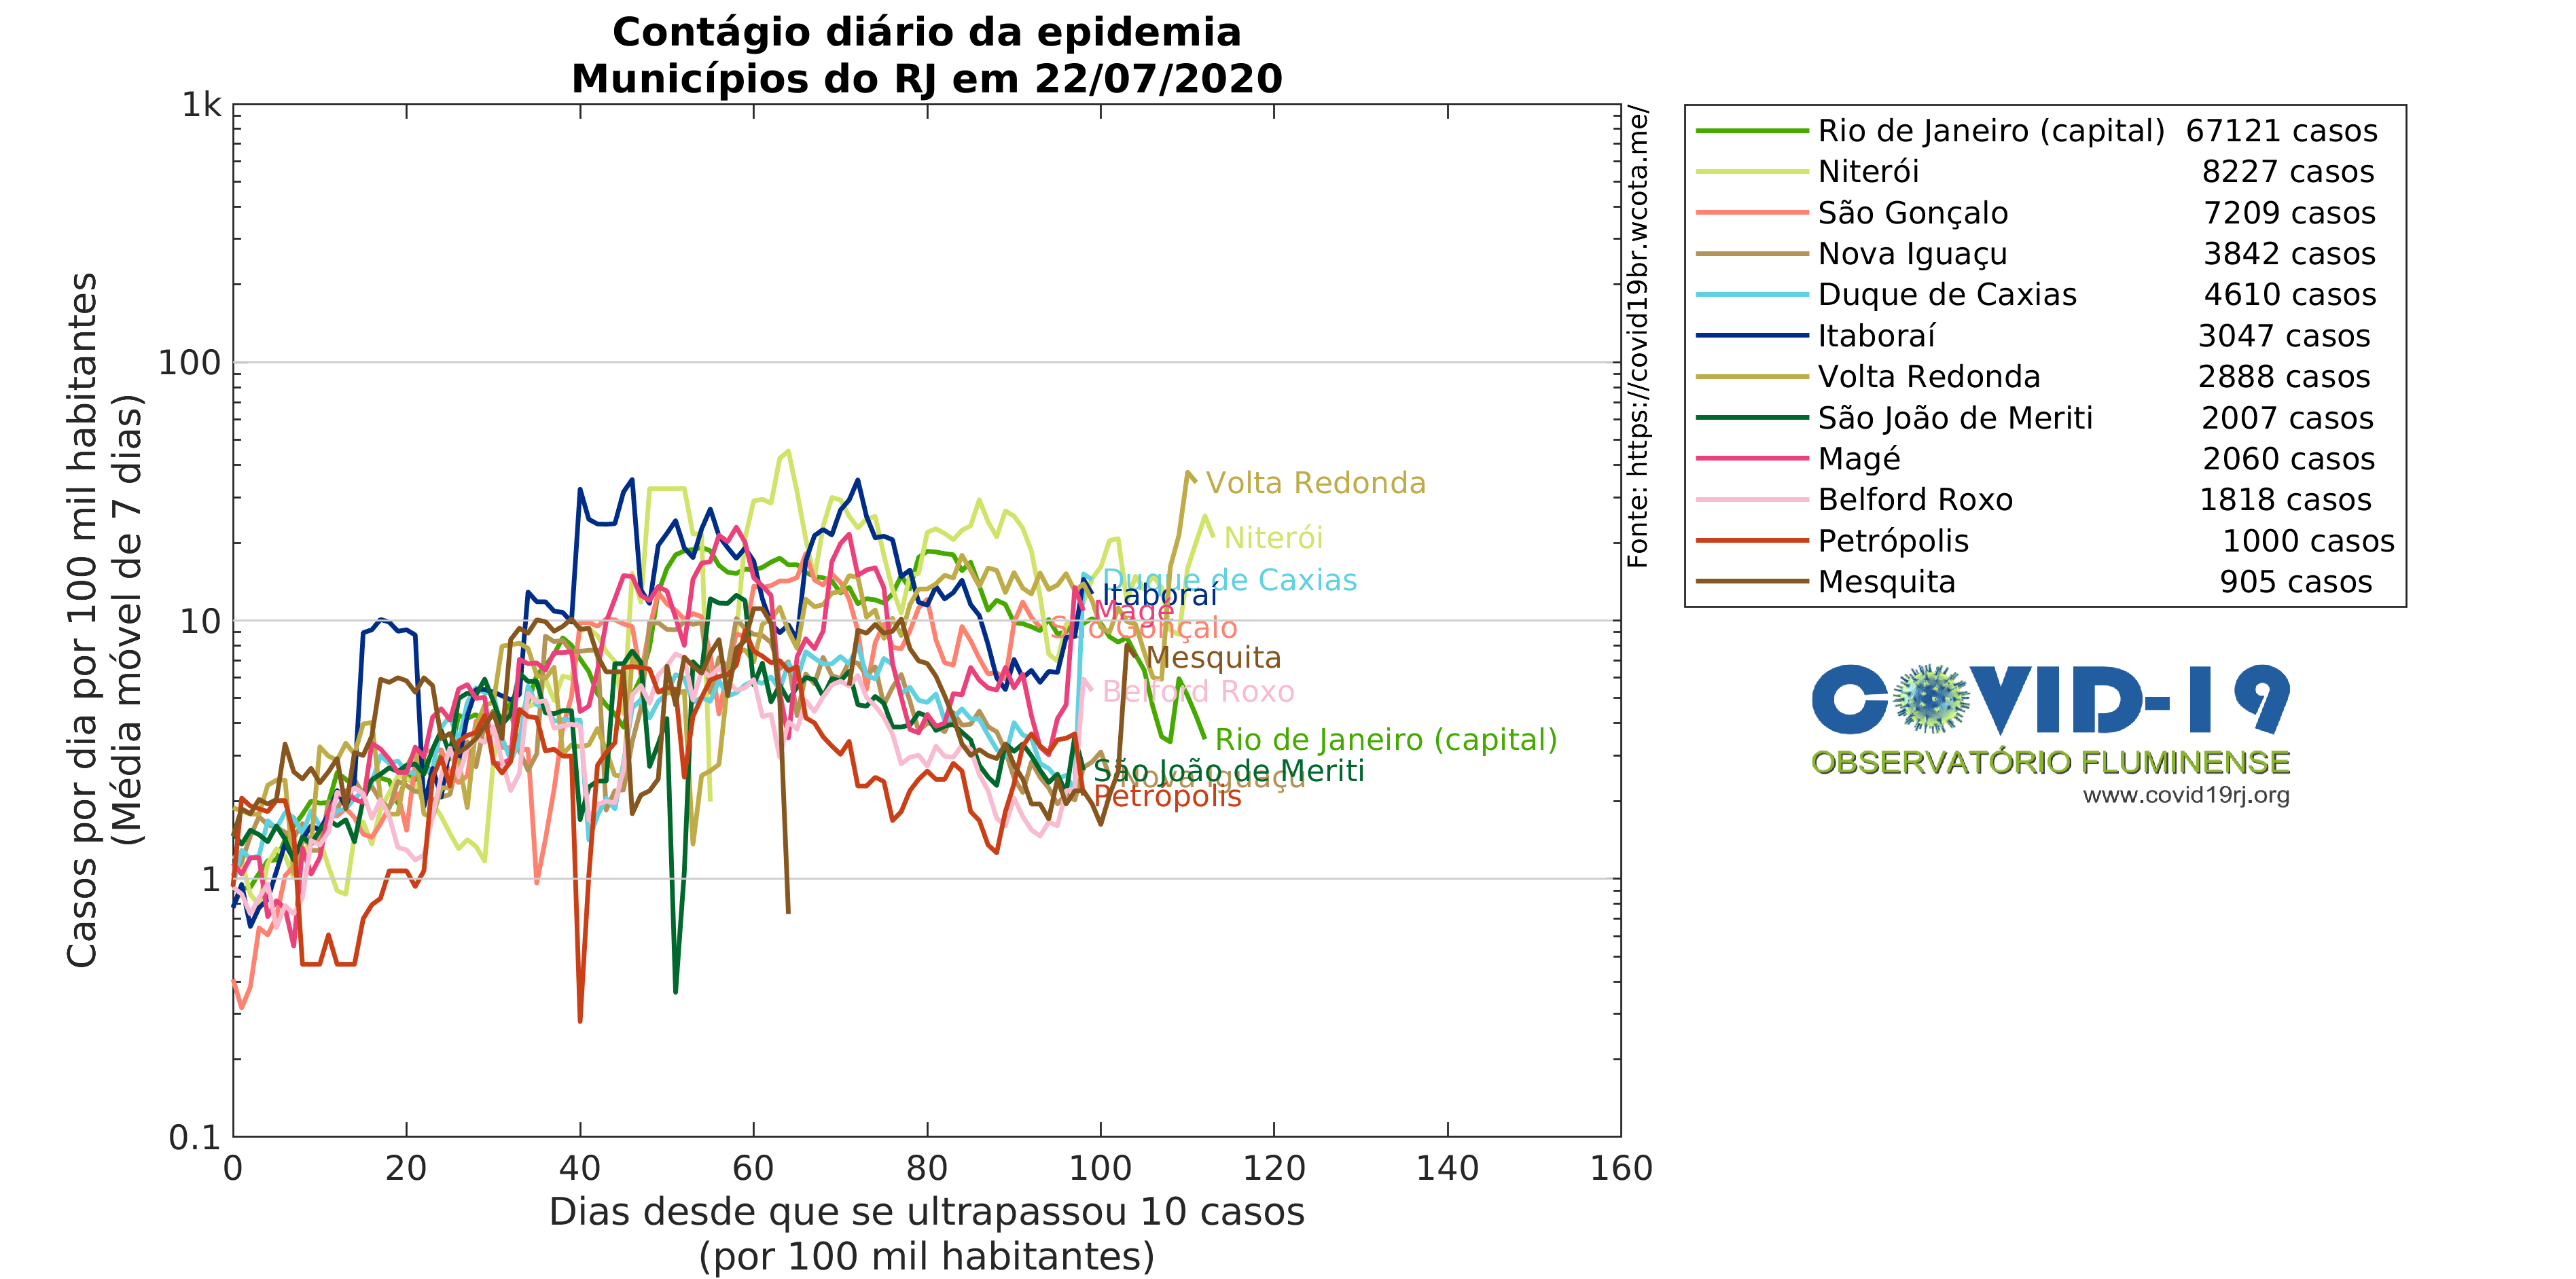 Contágio diário da epidemia
Municípios do RJ em 22/07/2020
Casos por dia por 100 mil habitantes
(Média móvel de 7 dias)
1k
100
10
1
0.1
0 20 40 60 80 100 120 140 160
Dias desde que se ultrapassou 10 casos
(por 100 mil habitantes)
Volta Redonda
Niterói
Duque de Caxias
Itaboraí
Magé
São Gonçalo
Mesquita
Belford Roxo
Rio de Janeiro (capital)
São João de Meriti
Nova Iguaçu
Petrópolis
Fonte: https://covid19br.wcota.me/
Rio de Janeiro (capital) 67121 casos
Niterói 8227 casos
São Gonçalo 7209 casos
Nova Iguaçu 3842 casos
Duque de Caxias 4610 casos
Itaboraí 3047 casos
Volta Redonda 2888 casos
São João de Meriti 2007 casos
Magé 2060 casos
Belford Roxo 1818 casos
Petrópolis 1000 casos
Mesquita 905 casos
COVID-19
OBSERVATÓRIO FLUMINENSE
www.covid19rj.org